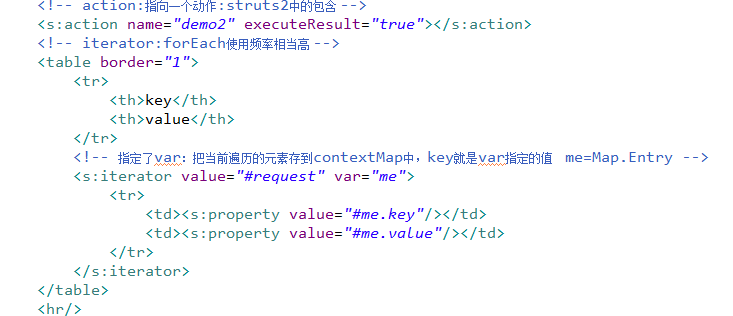 <!-- action:指向一个动作:struts2中的包含 -->
<s:action name="demo2" executeResult="true"></s:action>
<!-- iterator:forEach使用频率相当高 -->
<table border="1">
<tr>
<th>key</th>
<th>value</th>
</tr>
<!-- 指定了var：把当前遍历的元素存到contextMap中，key就是var指定的值  me=Map.Entry -->
<s:iterator value="#request" var="me">
<tr>
<td><s:property value="#me.key"/></td>
<td><s:property value="#me.value"/></td>
</tr>
</s:iterator>
</table>
<hr/>